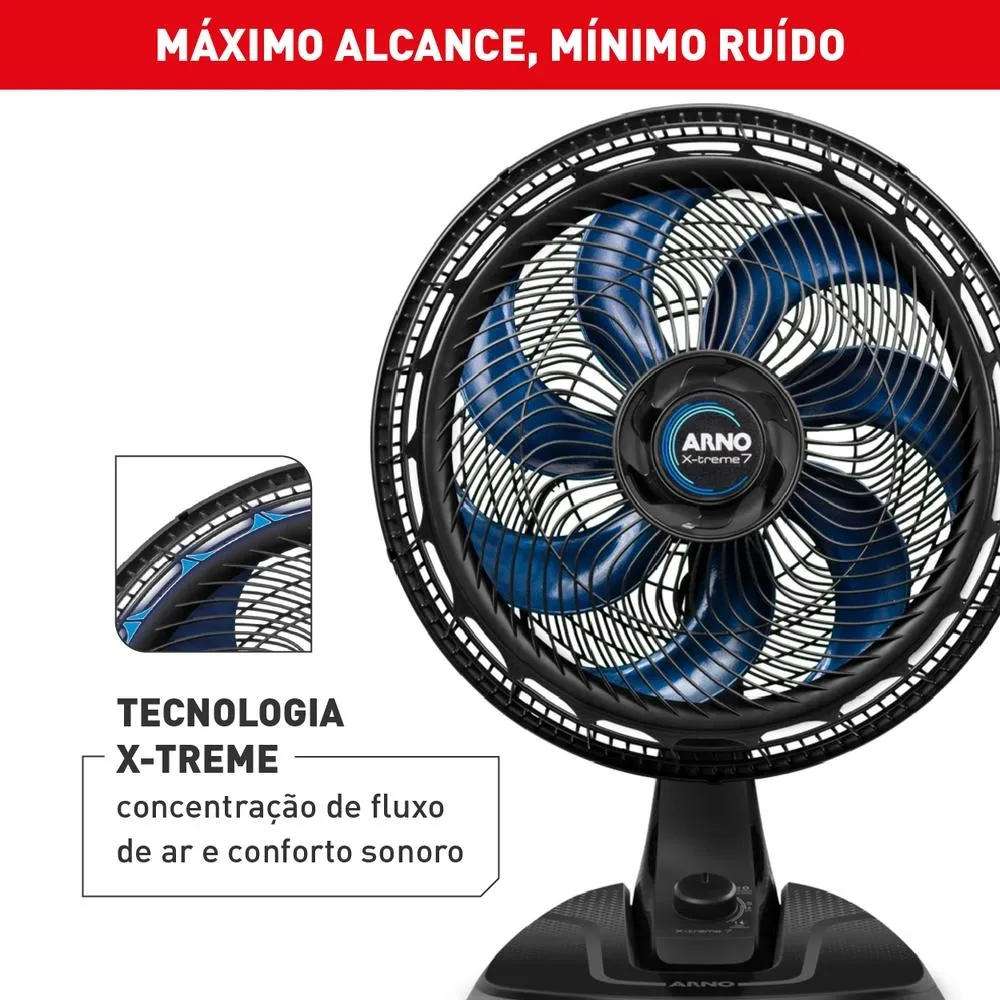 MÁXIMO ALCANCE, MÍNIMO RUÍDO
ARNO
X-treme 7
TECNOLOGIA
X-TREME
concentração de fluxo
de ar e conforto sonoro
X-treme 7
ARNO